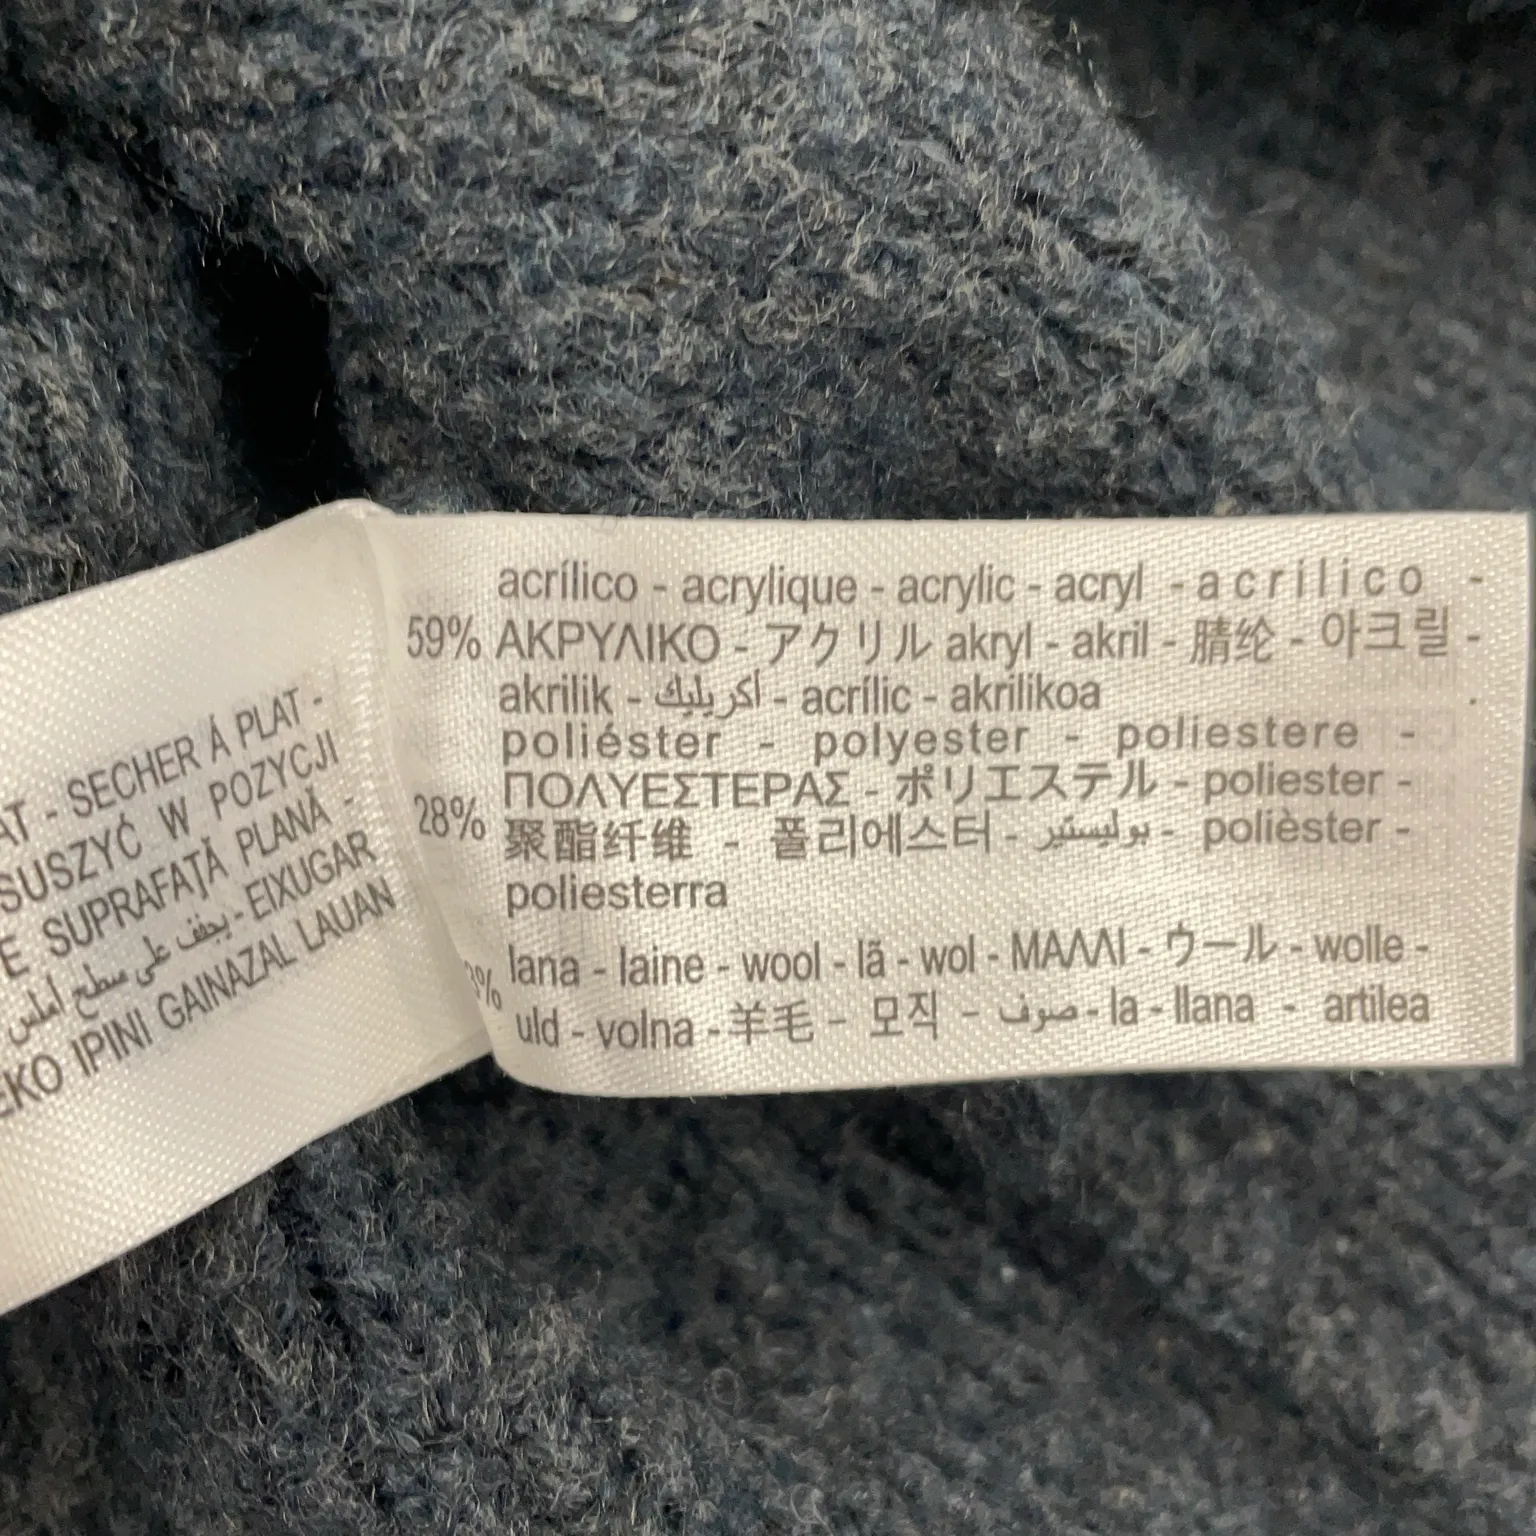 - SECHER Á PLAT -
SUSZYĆ W POZYCJI
E SUPRAFAŢĂ PLANĂ -
يجفف على سطح املس - EIXUGAR
EKO IPINI GAINAZAL LAUAN
acrílico - acrylique - acrylic - acryl - acrílico -
59% ΑΚΡΥΛΙΚΟ - アクリル akryl - akril - 腈纶 - 아크릴 -
akrilik - أكريليك - acrílic - akrilikoa
poliéster - polyester - poliestere -
ΠΟΛΥΕΣΤΕΡΑΣ - ポリエステル - poliester -
28% 聚酯纤维 - 폴리에스터 - بوليستير - polièster -
poliesterra
lana - laine - wool - lã - wol - ΜΑΛΛΙ - ウール - wolle -
uld - volna - 羊毛 - 모직 - صوف - la - llana - artilea